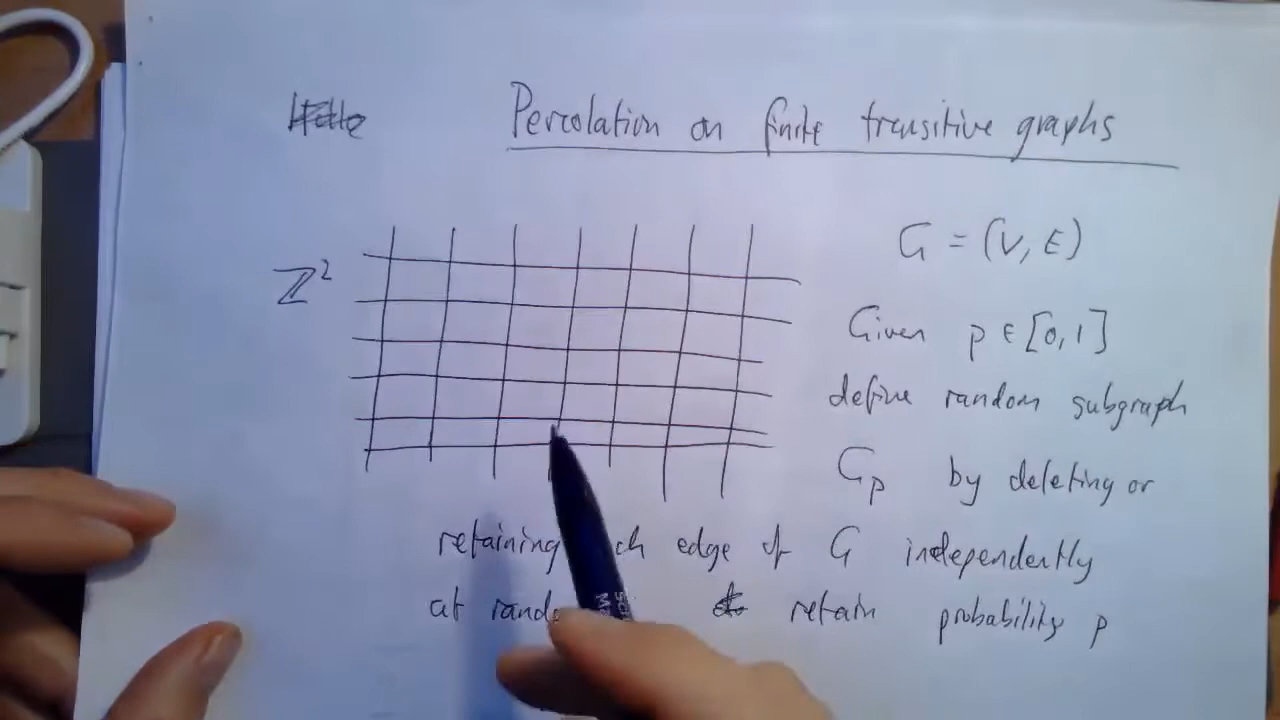 Percolation on finite transitive graphs
G = (V, E)
ℤ²
Given p ∈ [0,1]
define random subgraph
G_p by deleting or
retaining edge of G independently
at retain probability p